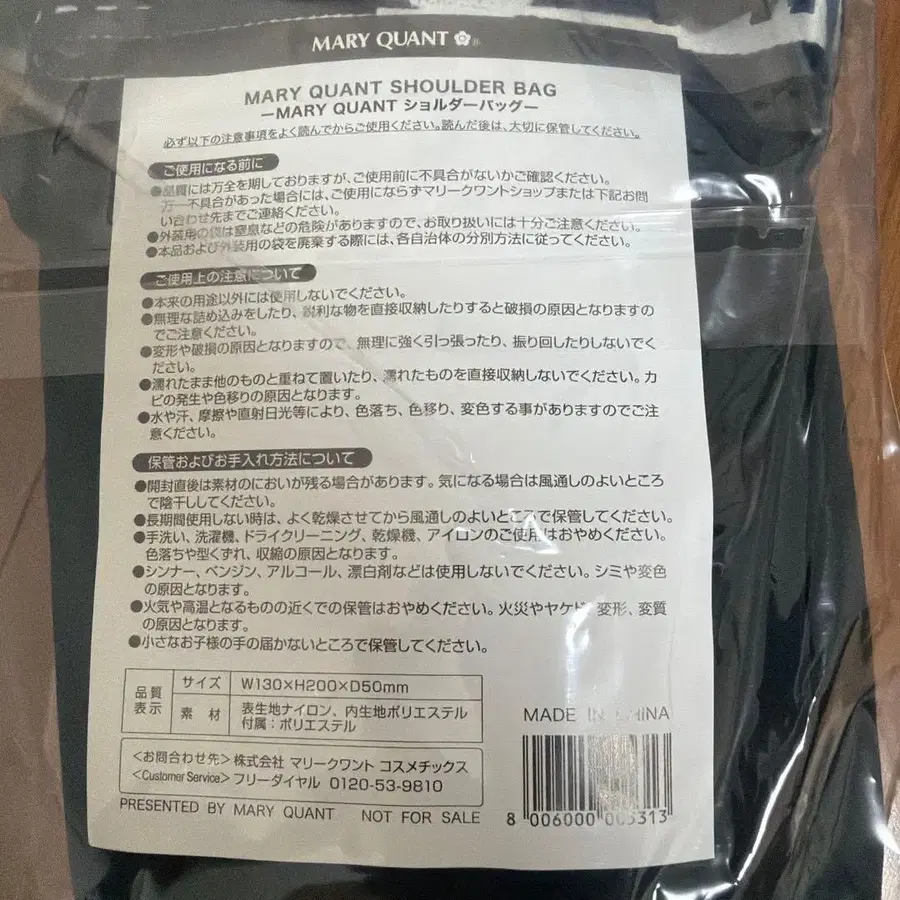 MARY QUANT
MARY QUANT SHOULDER BAG
—MARY QUANT ショルダーバッグ—
必ず以下の注意事項をよく読んでからご使用ください。読んだ後は、大切に保管してください。
ご使用になる前に
●品質には万全を期しておりますが、ご使用前に不具合がないかご確認ください。
万一不具合があった場合には、ご使用にならずマリークワントショップまたは下記お問
い合わせ先までご連絡ください。
●外装用の袋は窒息などの危険がありますので、お取り扱いには十分ご注意ください。
●本品および外装用の袋を廃棄する際には、各自治体の分別方法に従ってください。
ご使用上の注意について
●本来の用途以外には使用しないでください。
●無理な詰め込みをしたり、鋭利な物を直接収納したりすると破損の原因となりますの
でご注意ください。
●変形や破損の原因となりますので、無理に強く引っ張ったり、振り回したりしないでく
ださい。
●濡れたまま他のものと重ねて置いたり、濡れたものを直接収納しないでください。カ
ビの発生や色移りの原因となります。
●水や汗、摩擦や直射日光等により、色落ち、色移り、変色する事がありますのでご注
意ください。
保管およびお手入れ方法について
●開封直後は素材のにおいが残る場合があります。気になる場合は風通しのよいところ
で陰干ししてください。
●長期間使用しない時は、よく乾燥させてから風通しのよいところで保管してください。
●手洗い、洗濯機、ドライクリーニング、乾燥機、アイロンのご使用はおやめください。
色落ちや型くずれ、収縮の原因となります。
●シンナー、ベンジン、アルコール、漂白剤などは使用しないでください。シミや変色
の原因となります。
●火気や高温となるものの近くでの保管はおやめください。火災やヤケド、変形、変質
の原因となります。
●小さなお子様の手の届かないところで保管してください。
品質表示
サイズ W130×H200×D50mm
素材 表生地ナイロン、内生地ポリエステル
付属：ポリエステル
MADE IN CHINA
<お問合わせ先> 株式会社 マリークワント コスメチックス
<Customer Service> フリーダイヤル 0120-53-9810
PRESENTED BY MARY QUANT NOT FOR SALE
8 006000 005313